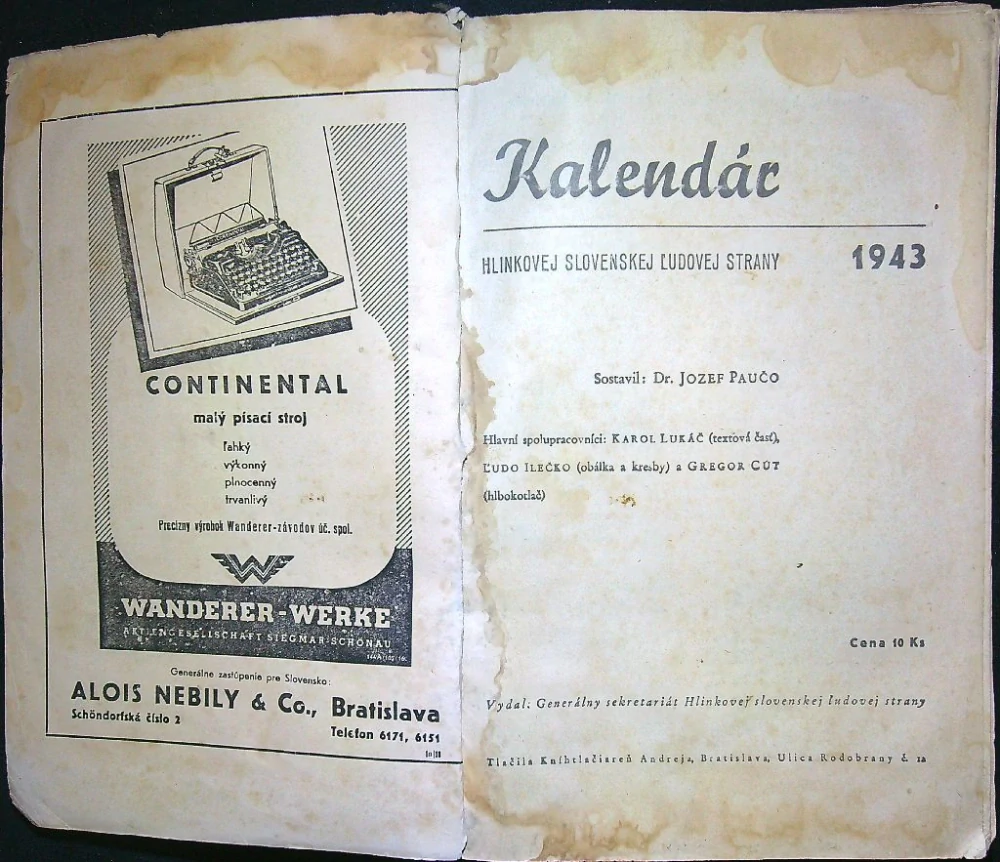 CONTINENTAL
malý písací stroj
ľahký
výkonný
plnocenný
trvanlivý
Precízny výrobok Wanderer-závodov úč. spol.
W
WANDERER-WERKE
AKTIENGESELLSCHAFT SIEGMAR-SCHÖNAU
Generálne zastúpenie pre Slovensko:
ALOIS NEBILY & Co., Bratislava
Schöndorfská číslo 2
Telefon 6171, 6151
Kalendár
HLINKOVEJ SLOVENSKEJ ĽUDOVEJ STRANY 1943
Sostavil: Dr. JOZEF PAUČO
Hlavní spolupracovníci: KAROL LUKÁČ (textová časť),
ĽUDO ILEČKO (obálka a kresby) a GREGOR CÚT
(hlbokotlač)
Cena 10 Ks
Vydal: Generálny sekretariát Hlinkovej slovenskej ľudovej strany
Tlačila Kníhtlačiareň Andreja, Bratislava, Ulica Rodobrany č. 1a